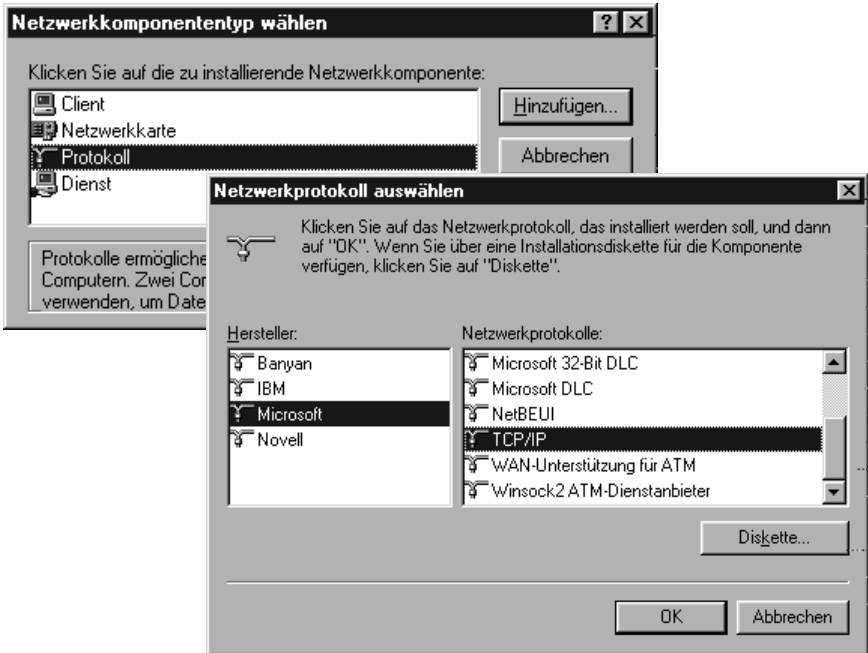 Netzwerkkomponententyp wählen
Klicken Sie auf die zu installierende Netzwerkkomponente:
Client
Netzwerkkarte
Protokoll
Dienst
Hinzufügen...
Abbrechen
Protokolle ermögliche
Computern. Zwei Com
verwenden, um Date
Netzwerkprotokoll auswählen
Klicken Sie auf das Netzwerkprotokoll, das installiert werden soll, und dann
auf "OK". Wenn Sie über eine Installationsdiskette für die Komponente
verfügen, klicken Sie auf "Diskette".
Hersteller:
Banyan
IBM
Microsoft
Novell
Netzwerkprotokolle:
Microsoft 32-Bit DLC
Microsoft DLC
NetBEUI
TCP/IP
WAN-Unterstützung für ATM
Winsock2 ATM-Dienstanbieter
Diskette...
OK
Abbrechen